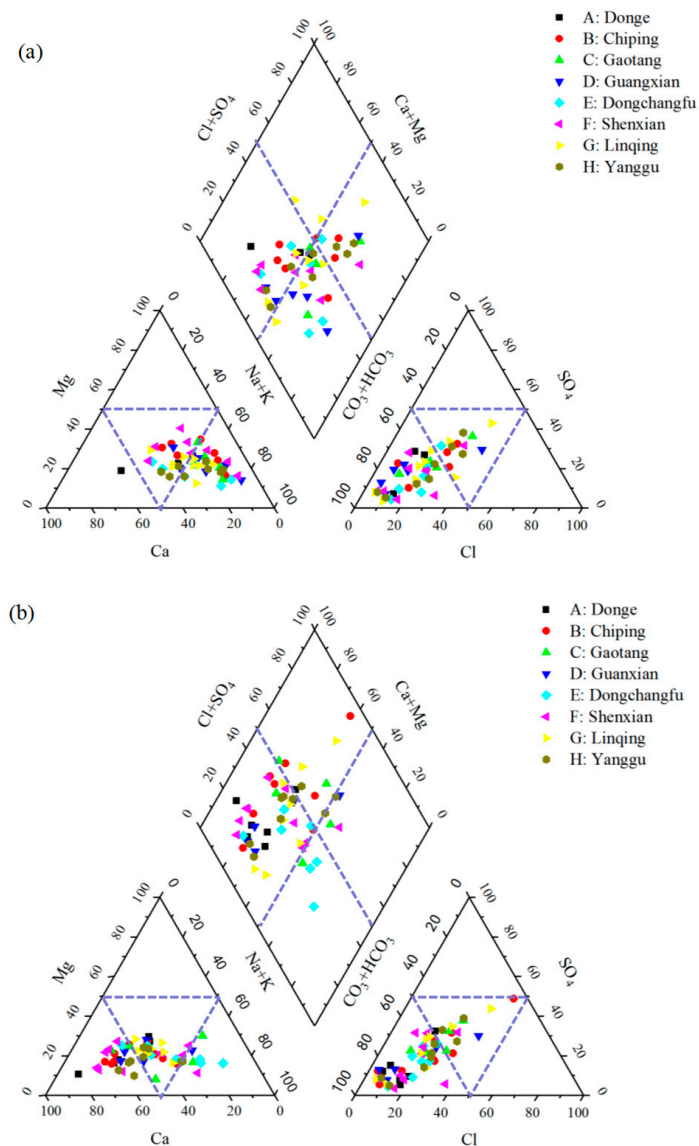 (a)
A: Donge
B: Chiping
C: Gaotang
D: Guangxian
E: Dongchangfu
F: Shenxian
G: Linqing
H: Yanggu
100
100
80
80
Cl+SO4
Ca+Mg
60
60
40
40
20
20
0
0
100
0
100
0
80
20
80
20
Mg
Na+K
CO3+HCO3
SO4
60
40
60
40
40
60
40
60
20
80
20
80
0
100
0
100
100 80 60 40 20 0
0 20 40 60 80 100
Ca
Cl
(b)
A: Donge
B: Chiping
C: Gaotang
D: Guanxian
E: Dongchangfu
F: Shenxian
G: Linqing
H: Yanggu
100
100
80
80
Cl+SO4
Ca+Mg
60
60
40
40
20
20
0
0
100
0
100
0
80
20
80
20
Mg
Na+K
CO3+HCO3
SO4
60
40
60
40
40
60
40
60
20
80
20
80
0
100
0
100
100 80 60 40 20 0
0 20 40 60 80 100
Ca
Cl